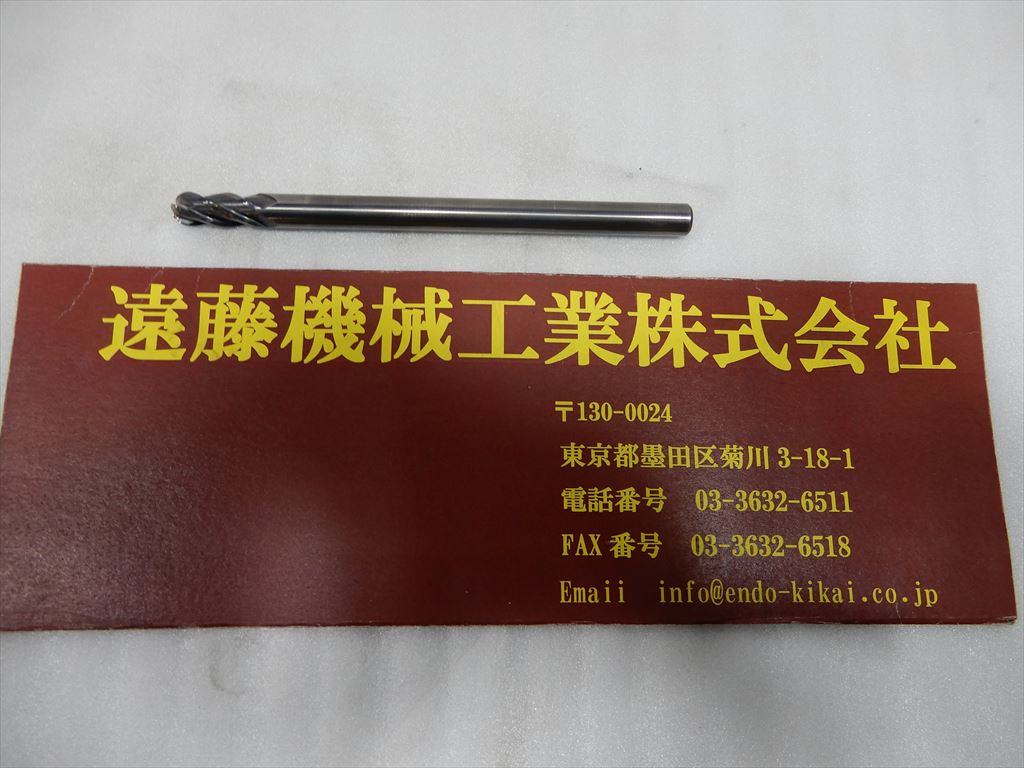 遠藤機械工業株式会社
〒130-0024
東京都墨田区菊川 3-18-1
電話番号　03-3632-6511
FAX 番号　03-3632-6518
Emaii　info@endo-kikai.co.jp